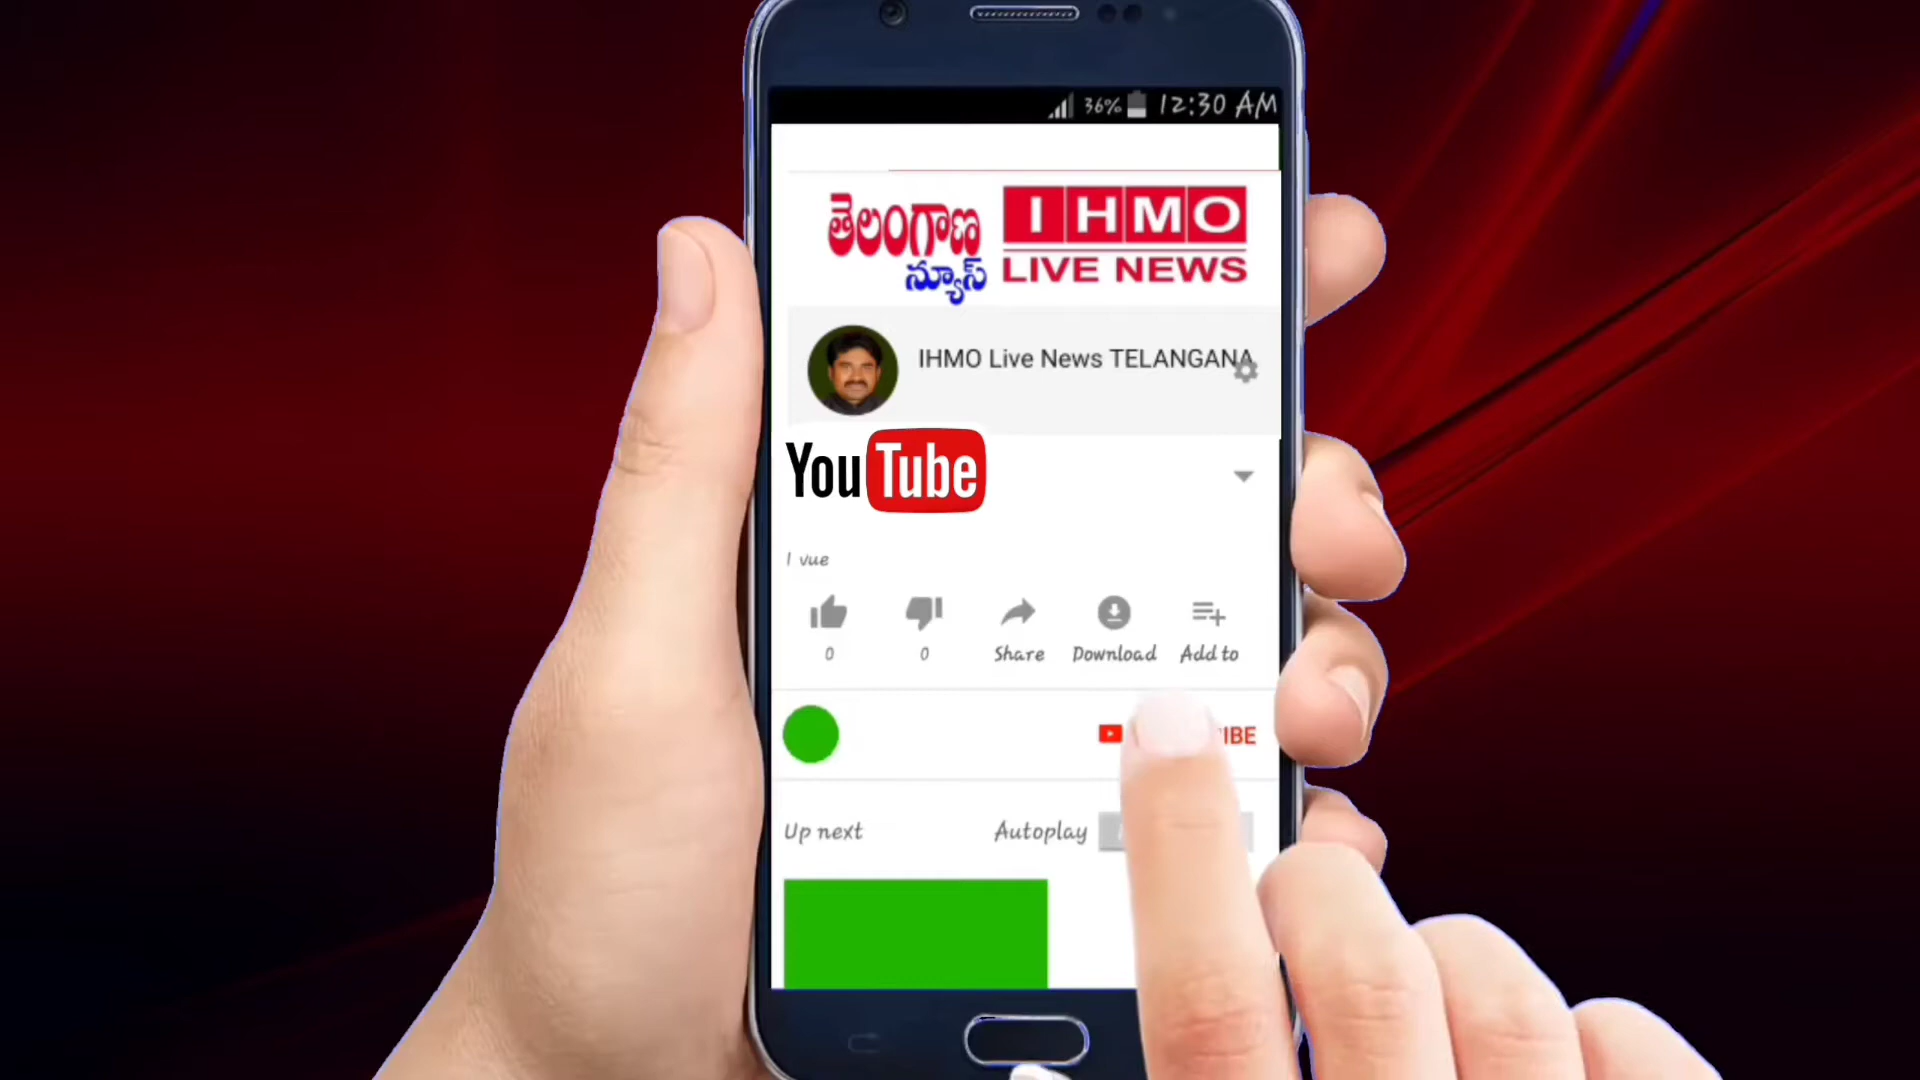 36% 12:30 AM
తెలంగాణ
న్యూస్
IHMO
LIVE NEWS
IHMO Live News TELANGANA
YouTube
1 vue
0 0 Share Download Add to
Up next Autoplay